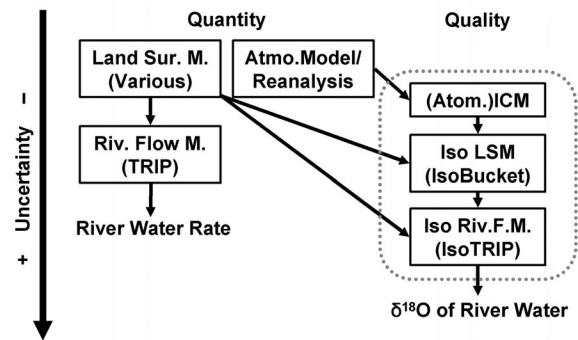 Quantity
Quality
Land Sur. M.
(Various)
Atmo.Model/
Reanalysis
(Atom.)ICM
Riv. Flow M.
(TRIP)
Iso LSM
(IsoBucket)
River Water Rate
Iso Riv.F.M.
(IsoTRIP)
δ¹⁸O of River Water
+ Uncertainty −